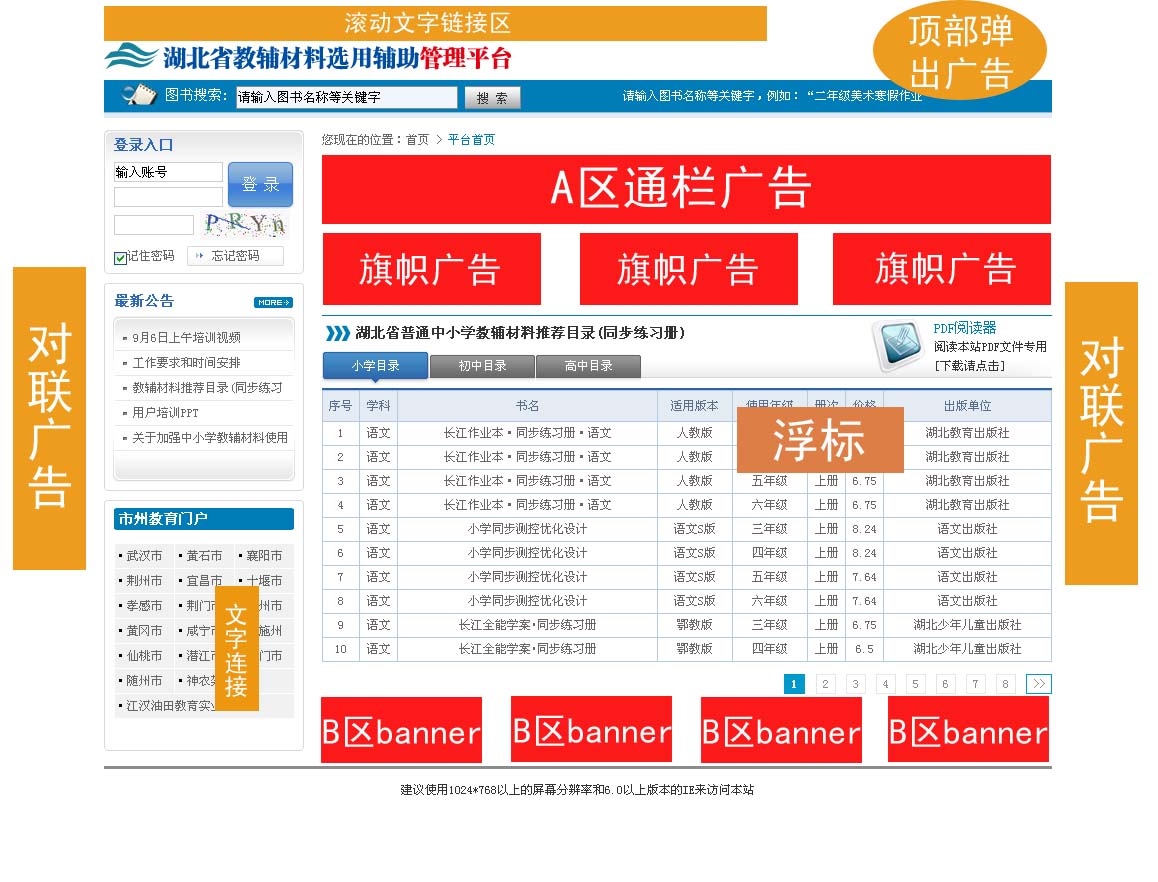 滚动文字链接区
顶部弹
出广告
湖北省教辅材料选用辅助管理平台
图书搜索: 请输入图书名称等关键字 搜 索 请输入图书名称等关键字，例如：“二年级美术寒假作业
登录入口
输入账号
登 录
PRYn
记住密码 忘记密码
最新公告 MORE
9月6日上午培训视频
工作要求和时间安排
教辅材料推荐目录(同步练习
用户培训PPT
关于加强中小学教辅材料使用
市州教育门户
武汉市 黄石市 襄阳市
荆州市 宜昌市 十堰市
孝感市 荆门 州市
黄冈市 咸宁 施州
仙桃市 潜江 门市
随州市 神农
江汉油田教育实业
文字连接
对联广告
您现在的位置：首页 > 平台首页
A区通栏广告
旗帜广告 旗帜广告 旗帜广告
湖北省普通中小学教辅材料推荐目录(同步练习册)
PDF阅读器
阅读本站PDF文件专用
[下载请点击]
小学目录 初中目录 高中目录
序号 学科 书名 适用版本 使用年级 册次 价格 出版单位
浮标
1 语文 长江作业本·同步练习册·语文 人教版 湖北教育出版社
2 语文 长江作业本·同步练习册·语文 人教版 湖北教育出版社
3 语文 长江作业本·同步练习册·语文 人教版 五年级 上册 6.75 湖北教育出版社
4 语文 长江作业本·同步练习册·语文 人教版 六年级 上册 6.75 湖北教育出版社
5 语文 小学同步测控优化设计 语文S版 三年级 上册 8.24 语文出版社
6 语文 小学同步测控优化设计 语文S版 四年级 上册 8.24 语文出版社
7 语文 小学同步测控优化设计 语文S版 五年级 上册 7.64 语文出版社
8 语文 小学同步测控优化设计 语文S版 六年级 上册 7.64 语文出版社
9 语文 长江全能学案·同步练习册 鄂教版 三年级 上册 6.75 湖北少年儿童出版社
10 语文 长江全能学案·同步练习册 鄂教版 四年级 上册 6.5 湖北少年儿童出版社
1 2 3 4 5 6 7 8 >>
B区banner B区banner B区banner B区banner
对联广告
建议使用1024*768以上的屏幕分辨率和6.0以上版本的IE来访问本站